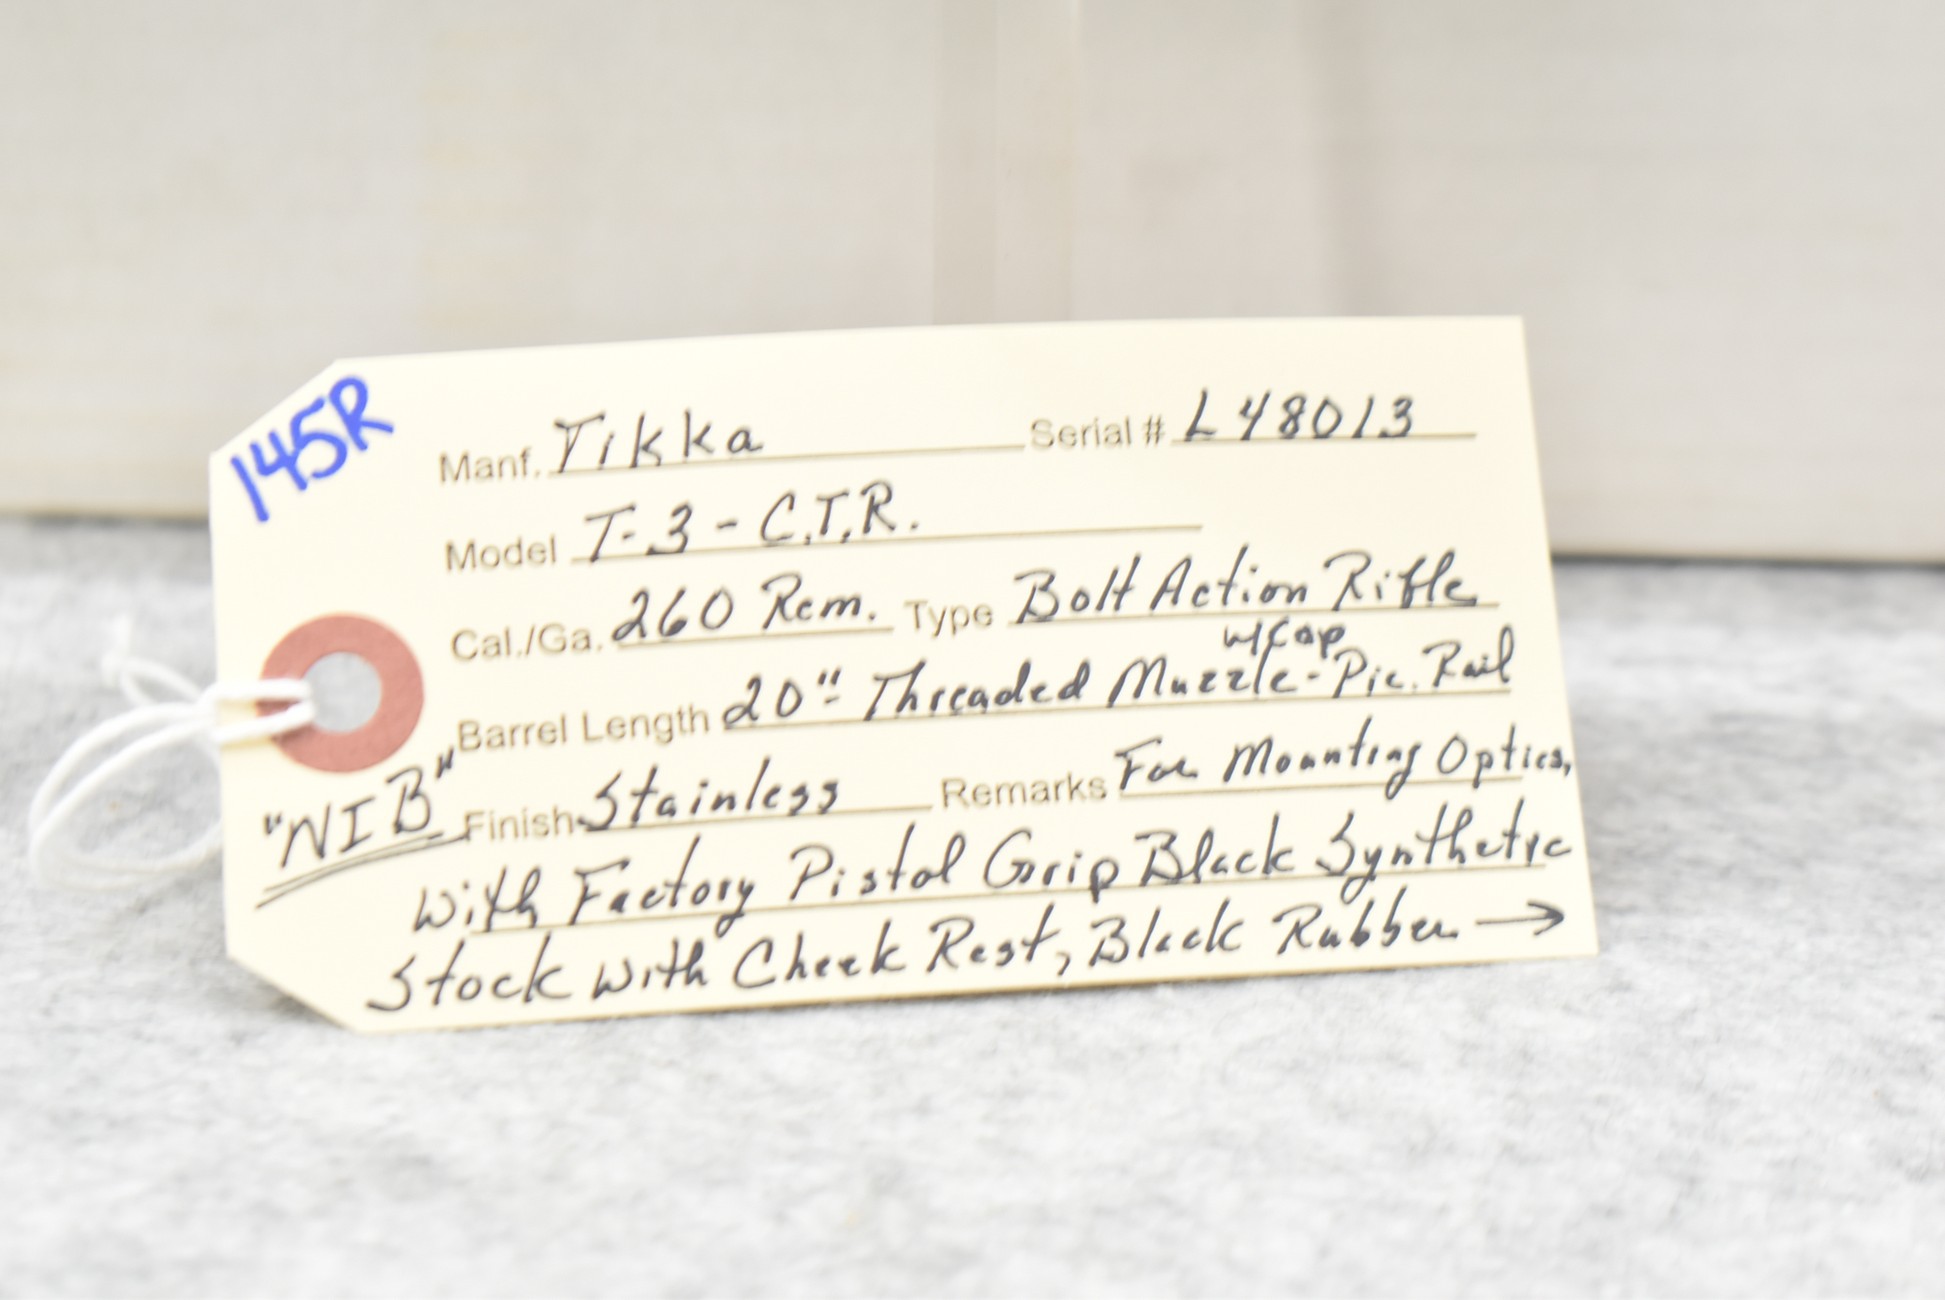 145R
Manf. Tikka Serial # L48013
Model T-3-C.T.R.
Cal./Ga. 260 Rem. Type Bolt Action Rifle
w/Cap
Barrel Length 20"- Threaded Muzzle-Pic. Rail
"NIB" Finish Stainless Remarks For Mounting Optics,
With Factory Pistol Grip Black Synthetic
Stock with Cheek Rest, Black Rubber →